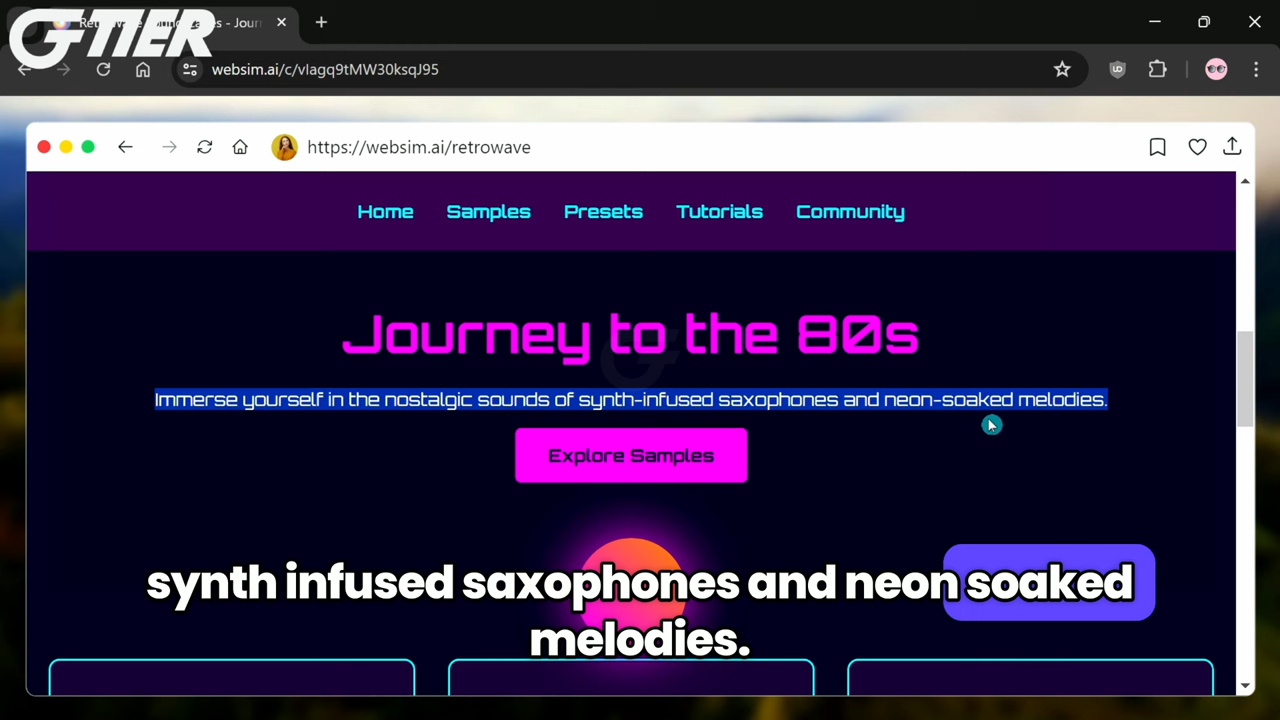 GTIER
websim.ai/c/vlagq9tMW30ksqJ95
https://websim.ai/retrowave
Home Samples Presets Tutorials Community
Journey to the 80s
Immerse yourself in the nostalgic sounds of synth-infused saxophones and neon-soaked melodies.
Explore Samples
synth infused saxophones and neon soaked
melodies.